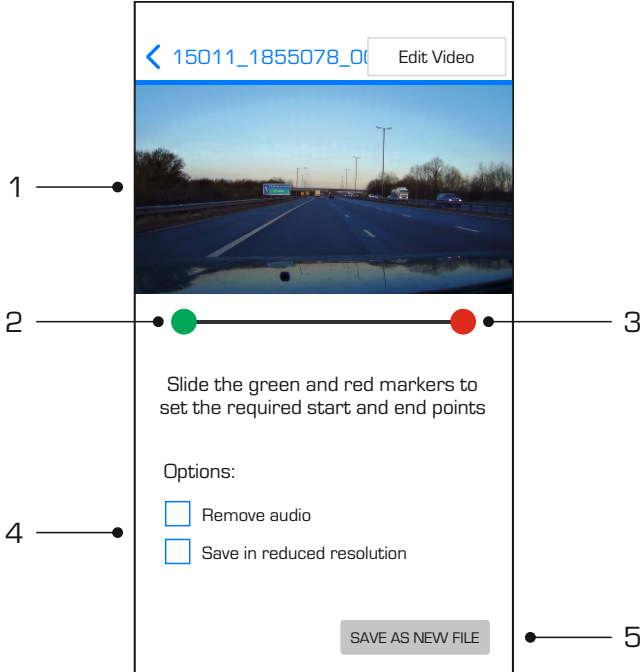 15011_1855078_00
Edit Video
1
2
3
Slide the green and red markers to
set the required start and end points
Options:
4
Remove audio
Save in reduced resolution
SAVE AS NEW FILE
5